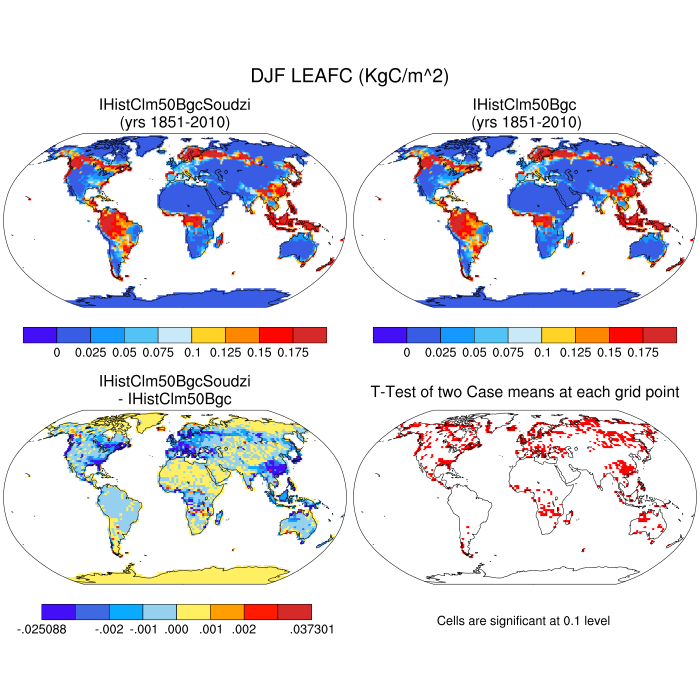 DJF LEAFC (KgC/m^2)
IHistClm50BgcSoudzi
(yrs 1851-2010)
IHistClm50Bgc
(yrs 1851-2010)
0 0.025 0.05 0.075 0.1 0.125 0.15 0.175
0 0.025 0.05 0.075 0.1 0.125 0.15 0.175
IHistClm50BgcSoudzi
- IHistClm50Bgc
T-Test of two Case means at each grid point
-.025088 -.002 -.001 .000 .001 .002 .037301
Cells are significant at 0.1 level